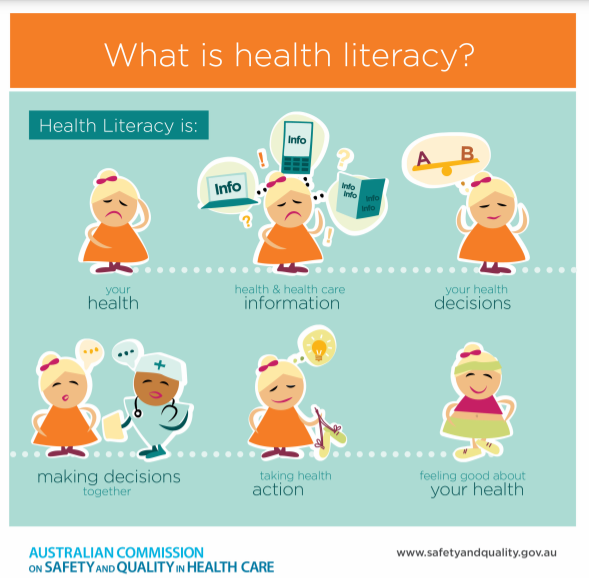 What is health literacy?
Health Literacy is:
Info
Info
Info
Info
Info
Info
!
?
?
!
A
B
your
health
health & health care
information
your health
decisions
making decisions
together
taking health
action
feeling good about
your health
AUSTRALIAN COMMISSION
ON SAFETY AND QUALITY IN HEALTH CARE
www.safetyandquality.gov.au